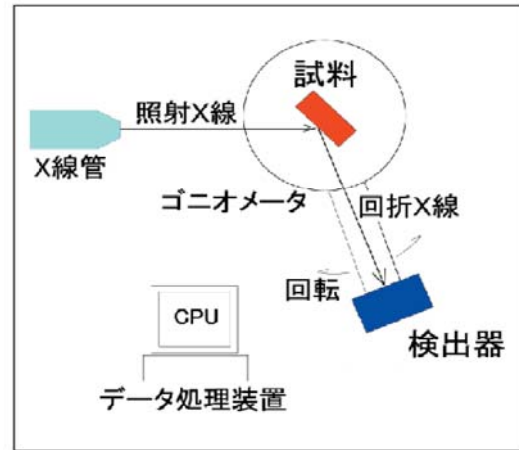 試料
照射X線
X線管
ゴニオメータ
回折X線
回転
CPU
検出器
データ処理装置